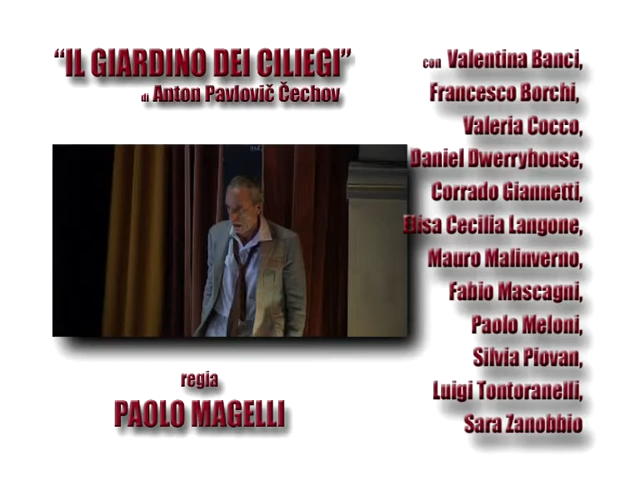 “IL GIARDINO DEI CILIEGI”
di Anton Pavlovič Čechov
con Valentina Banci,
Francesco Borchi,
Valeria Cocco,
Daniel Dwerryhouse,
Corrado Giannetti,
Elisa Cecilia Langone,
Mauro Malinverno,
Fabio Mascagni,
Paolo Meloni,
Silvia Piovan,
Luigi Tontoranelli,
Sara Zanobbio
regia
PAOLO MAGELLI